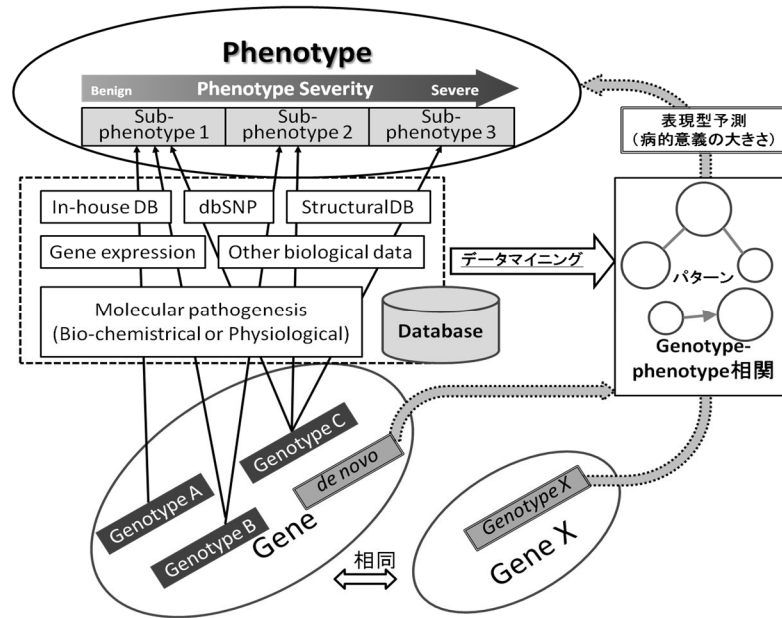 Phenotype
Benign Phenotype Severity Severe
Sub-
phenotype 1
Sub-
phenotype 2
Sub-
phenotype 3
表現型予測
（病的意義の大きさ）
In-house DB
dbSNP
StructuralDB
Gene expression
Other biological data
Molecular pathogenesis
(Bio-chemistrical or Physiological)
Database
データマイニング
パターン
Genotype-
phenotype相関
Genotype A
Genotype B
Genotype C
de novo
Gene
相同
Genotype X
Gene X